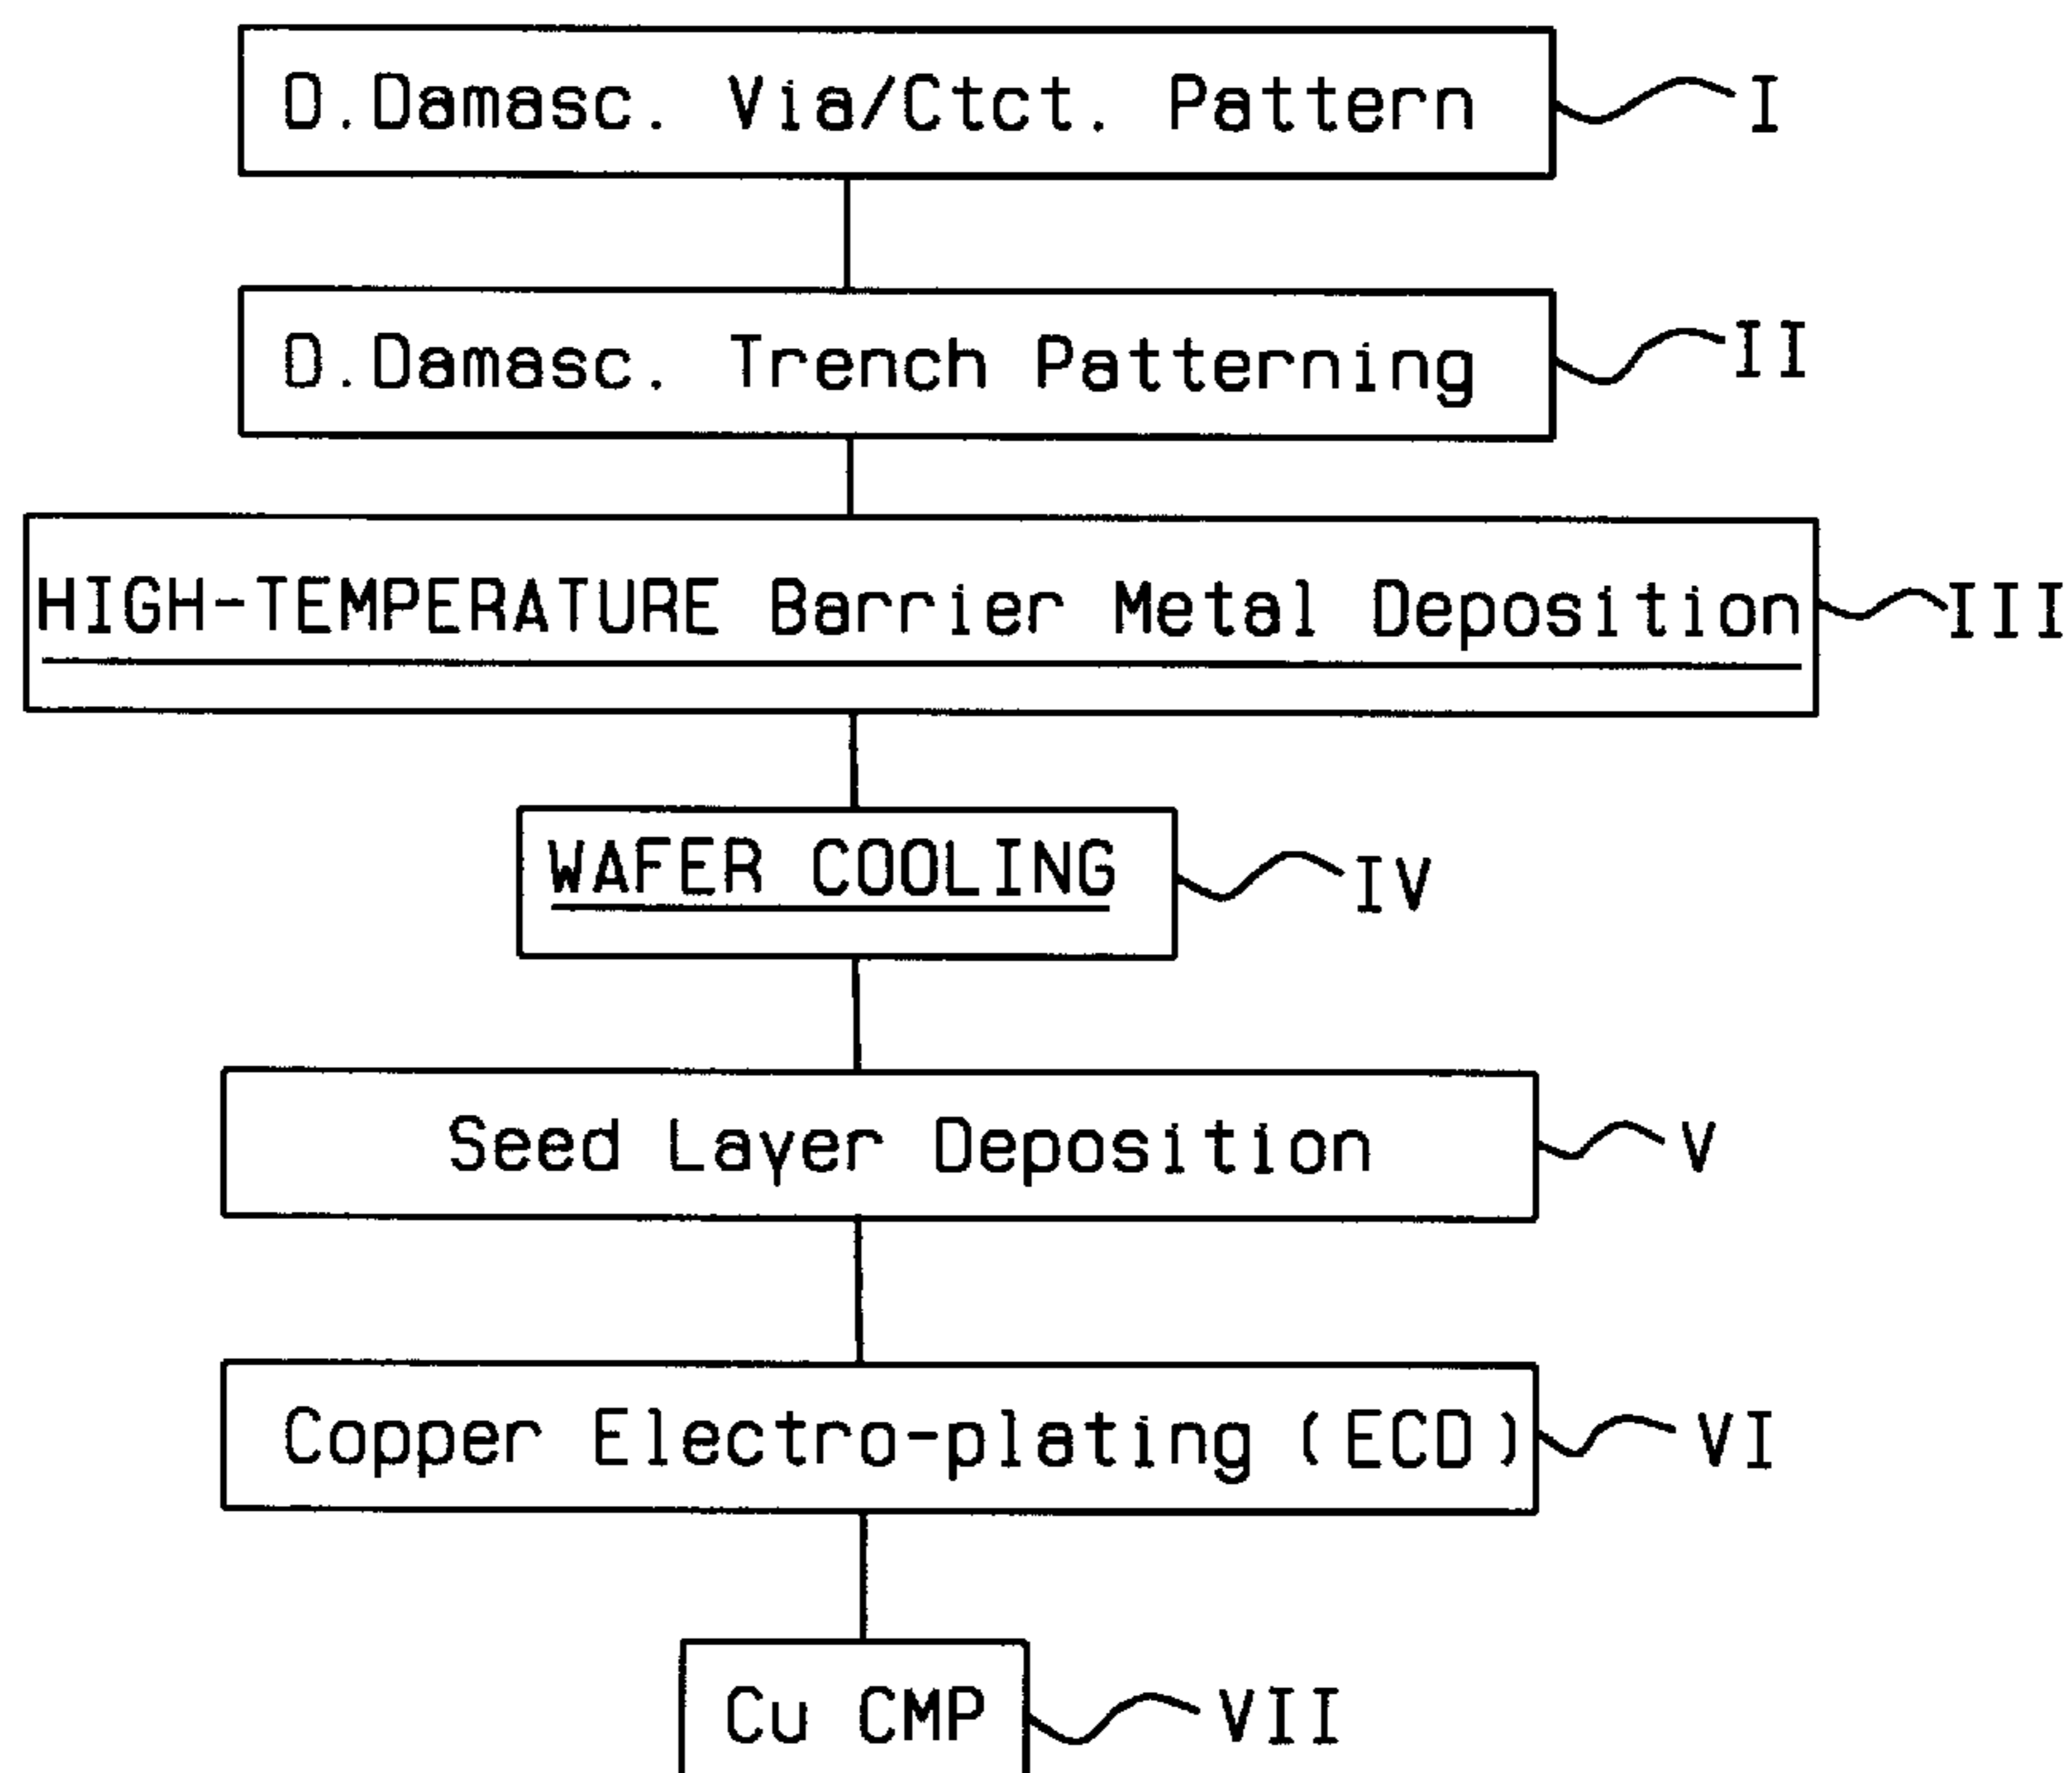 D.Damasc. Via/Ctct. Pattern I
D.Damasc. Trench Patterning II
HIGH-TEMPERATURE Barrier Metal Deposition III
WAFER COOLING IV
Seed Layer Deposition V
Copper Electro-plating (ECD) VI
Cu CMP VII